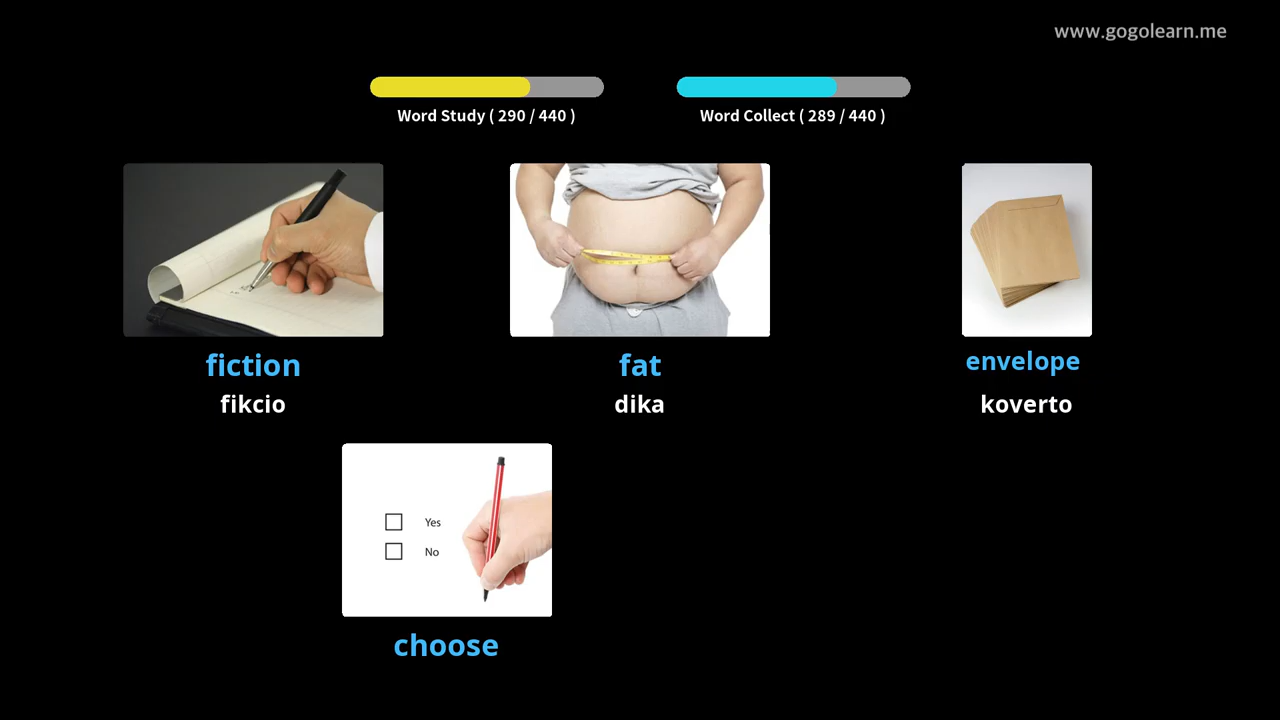 www.gogolearn.me
Word Study ( 290 / 440 )
Word Collect ( 289 / 440 )
fiction
fikcio
fat
dika
envelope
koverto
Yes
No
choose